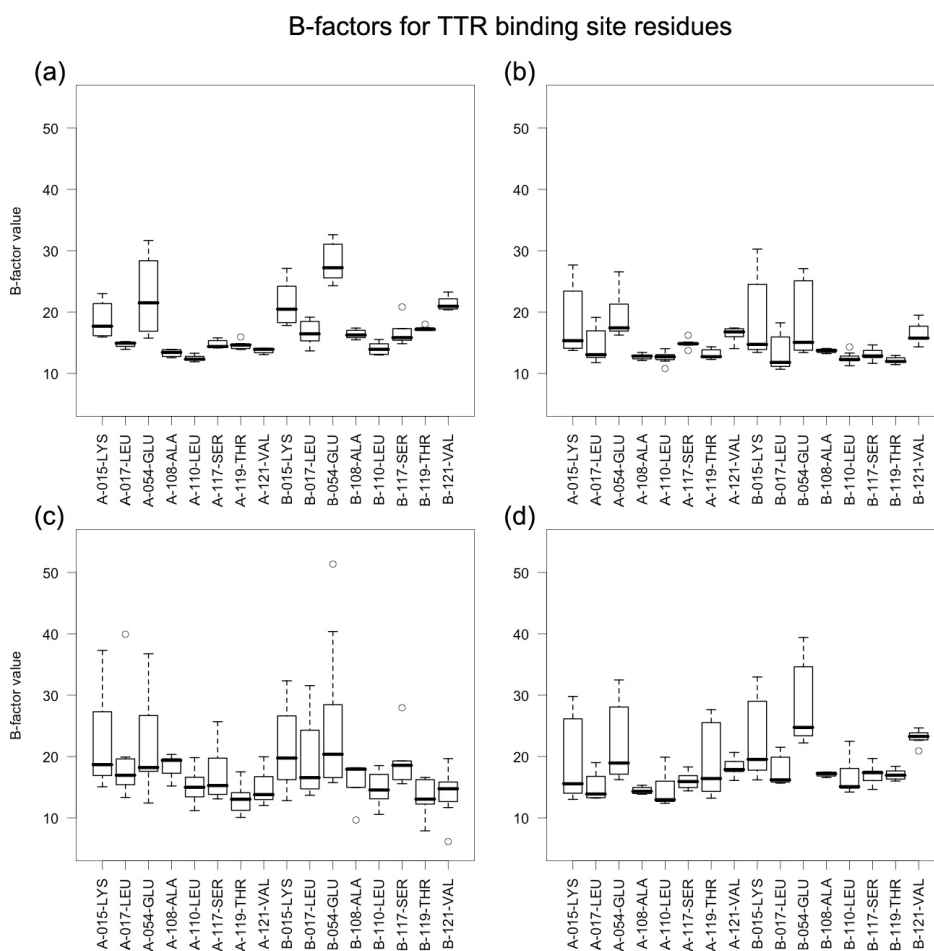 B-factors for TTR binding site residues
(a)
B-factor value
50
40
30
20
10
A-015-LYS
A-017-LEU
A-054-GLU
A-108-ALA
A-110-LEU
A-117-SER
A-119-THR
A-121-VAL
B-015-LYS
B-017-LEU
B-054-GLU
B-108-ALA
B-110-LEU
B-117-SER
B-119-THR
B-121-VAL
(b)
50
40
30
20
10
A-015-LYS
A-017-LEU
A-054-GLU
A-108-ALA
A-110-LEU
A-117-SER
A-119-THR
A-121-VAL
B-015-LYS
B-017-LEU
B-054-GLU
B-108-ALA
B-110-LEU
B-117-SER
B-119-THR
B-121-VAL
(c)
B-factor value
50
40
30
20
10
A-015-LYS
A-017-LEU
A-054-GLU
A-108-ALA
A-110-LEU
A-117-SER
A-119-THR
A-121-VAL
B-015-LYS
B-017-LEU
B-054-GLU
B-108-ALA
B-110-LEU
B-117-SER
B-119-THR
B-121-VAL
(d)
50
40
30
20
10
A-015-LYS
A-017-LEU
A-054-GLU
A-108-ALA
A-110-LEU
A-117-SER
A-119-THR
A-121-VAL
B-015-LYS
B-017-LEU
B-054-GLU
B-108-ALA
B-110-LEU
B-117-SER
B-119-THR
B-121-VAL